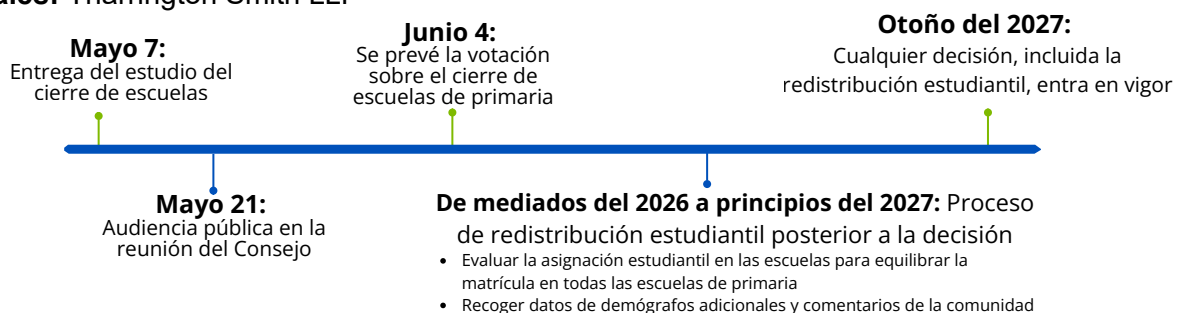 Tharrington Smith LLP
Mayo 7:
Entrega del estudio del
cierre de escuelas
Junio 4:
Se prevé la votación
sobre el cierre de
escuelas de primaria
Otoño del 2027:
Cualquier decisión, incluida la
redistribución estudiantil, entra en vigor
Mayo 21:
Audiencia pública en la
reunión del Consejo
De mediados del 2026 a principios del 2027: Proceso
de redistribución estudiantil posterior a la decisión
• Evaluar la asignación estudiantil en las escuelas para equilibrar la
matrícula en todas las escuelas de primaria
• Recoger datos de demógrafos adicionales y comentarios de la comunidad